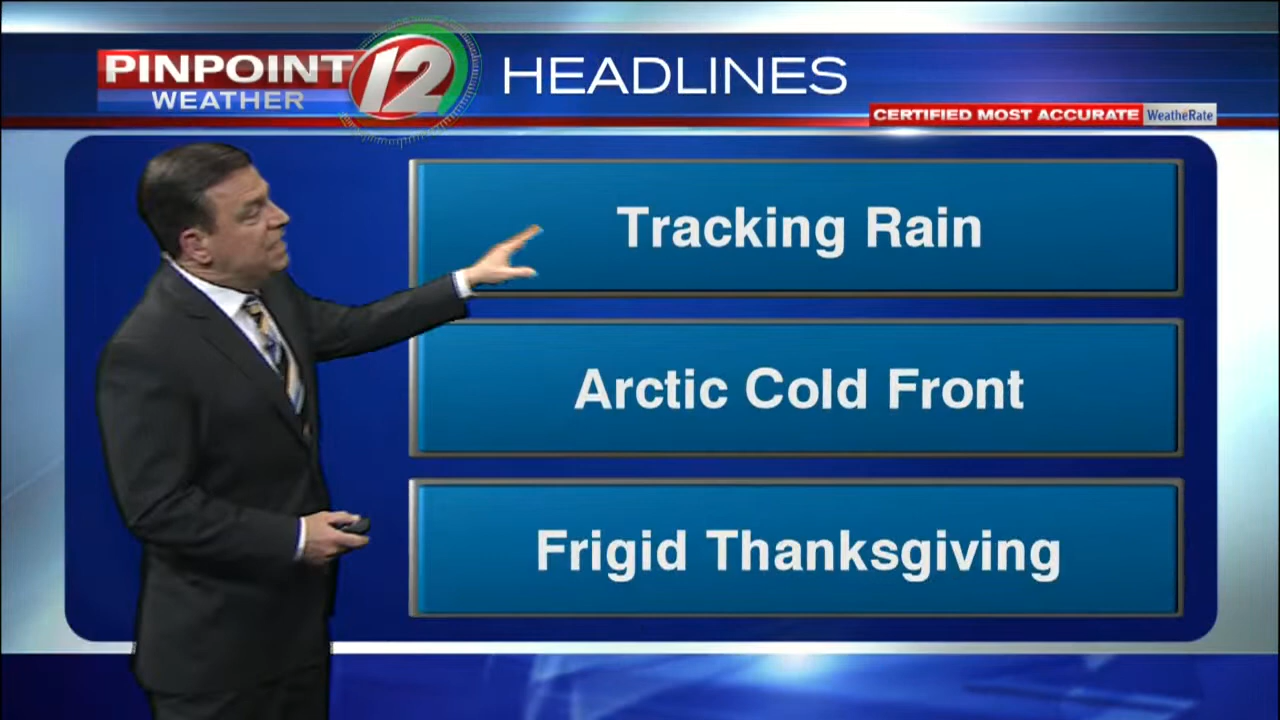 PINPOINT 12
WEATHER
HEADLINES
CERTIFIED MOST ACCURATE WeatheRate
Tracking Rain
Arctic Cold Front
Frigid Thanksgiving